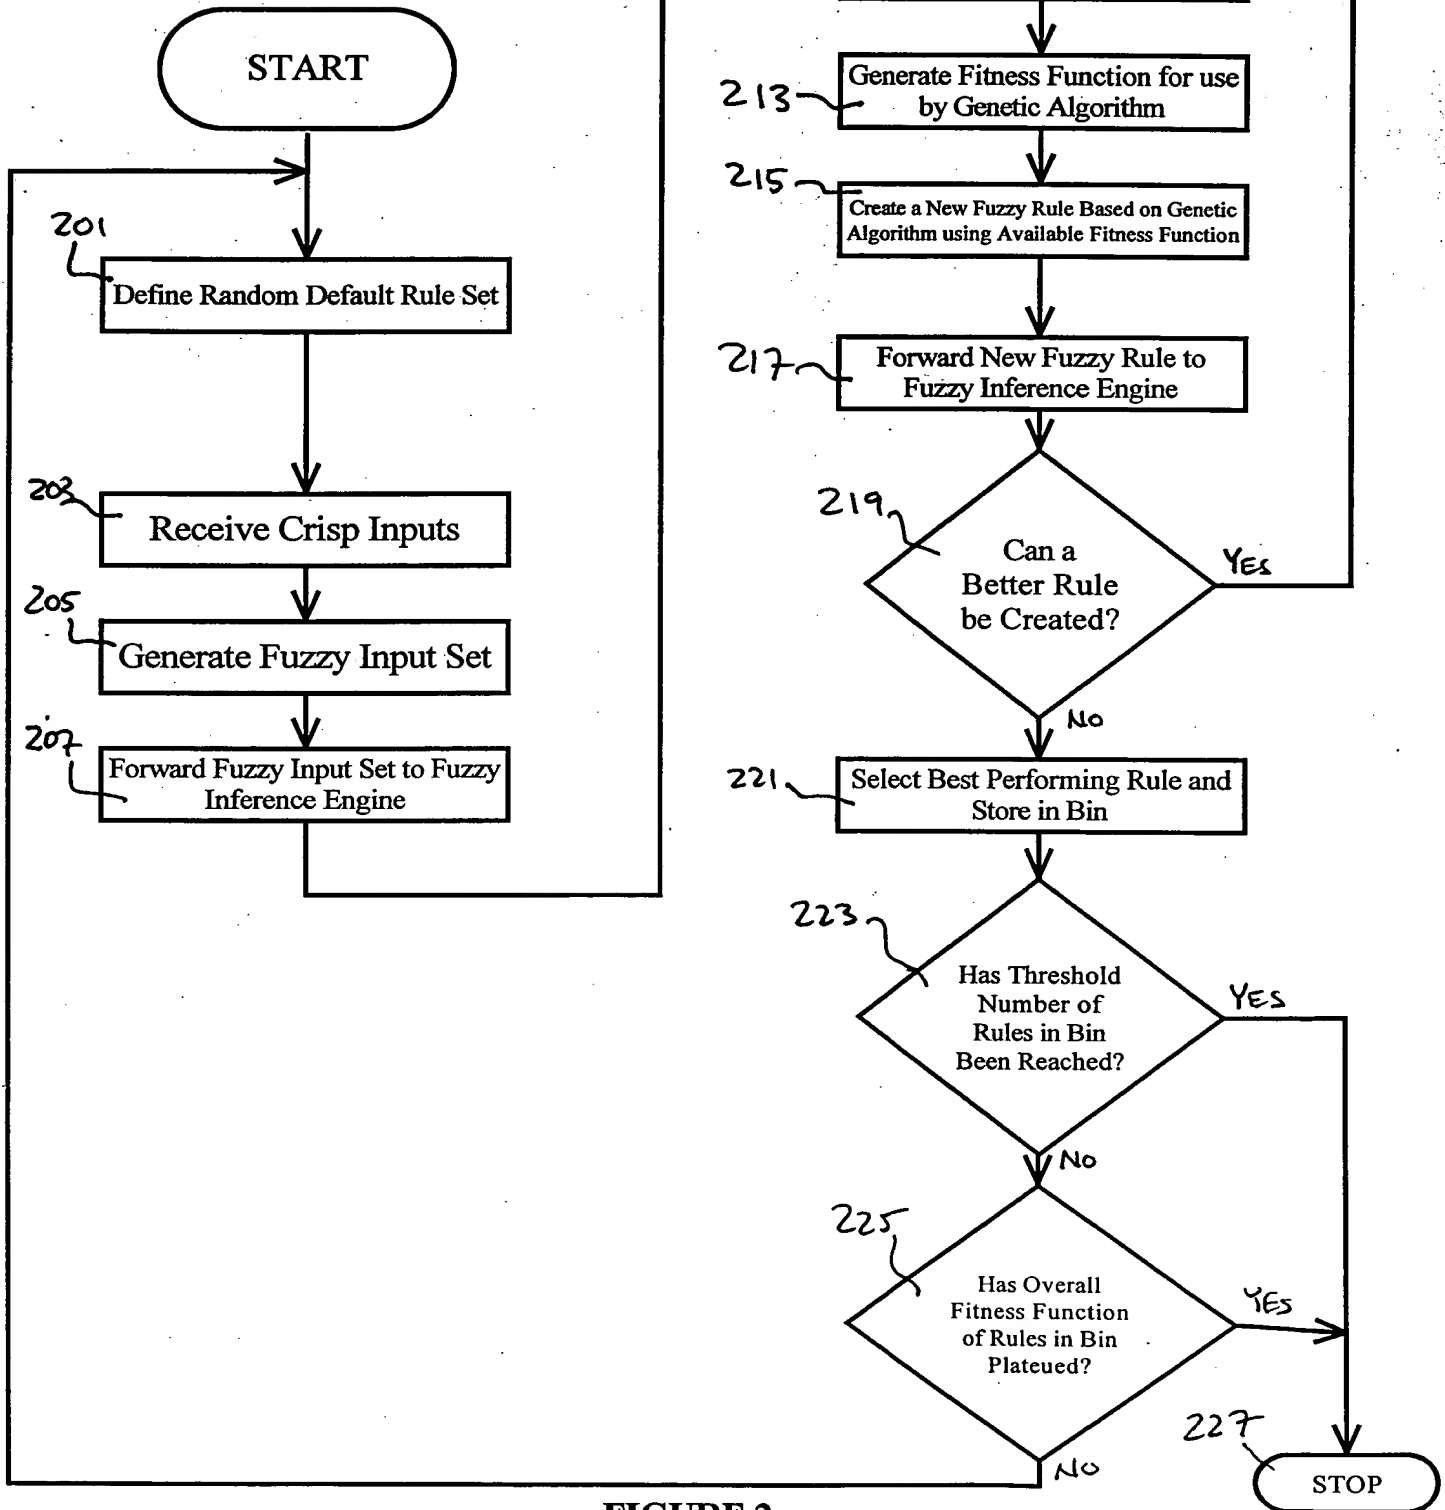 START
201
Define Random Default Rule Set
203
Receive Crisp Inputs
205
Generate Fuzzy Input Set
207
Forward Fuzzy Input Set to Fuzzy
Inference Engine
213
Generate Fitness Function for use
by Genetic Algorithm
215
Create a New Fuzzy Rule Based on Genetic
Algorithm using Available Fitness Function
217
Forward New Fuzzy Rule to
Fuzzy Inference Engine
219
Can a
Better Rule
be Created?
YES
NO
221
Select Best Performing Rule and
Store in Bin
223
Has Threshold
Number of
Rules in Bin
Been Reached?
YES
NO
225
Has Overall
Fitness Function
of Rules in Bin
Plateued?
YES
NO
227
STOP
FIGURE 2